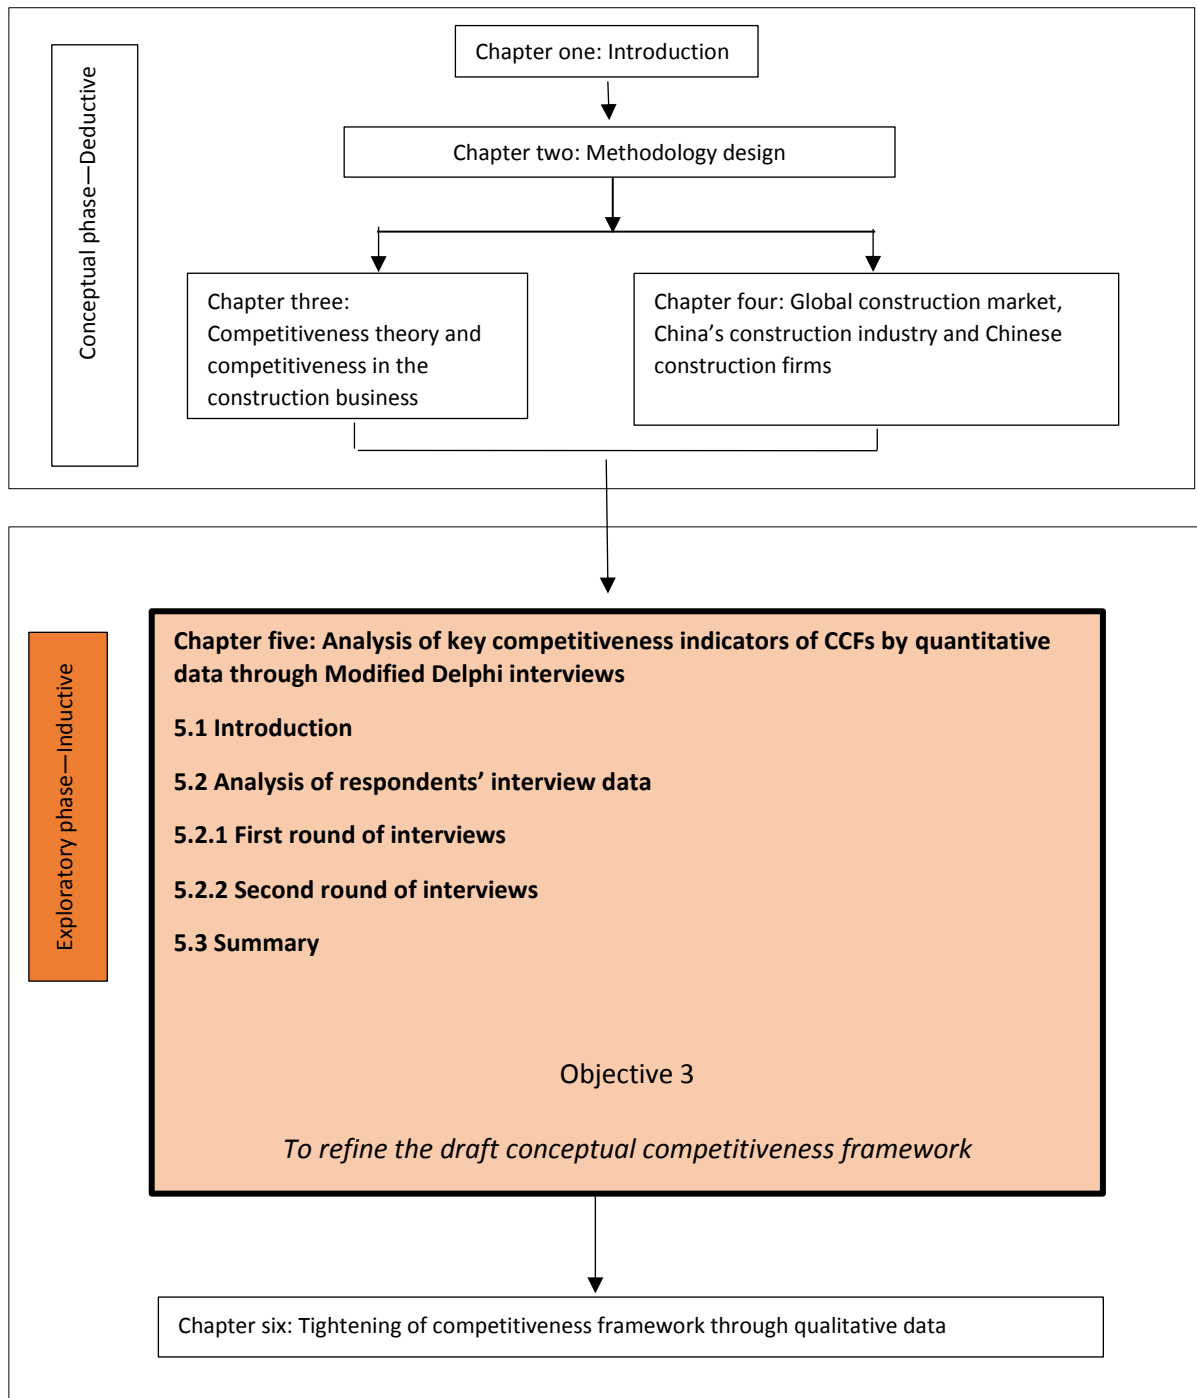 Conceptual phase—Deductive
Chapter one: Introduction
Chapter two: Methodology design
Chapter three:
Competitiveness theory and
competitiveness in the
construction business
Chapter four: Global construction market,
China’s construction industry and Chinese
construction firms
Exploratory phase—Inductive
Chapter five: Analysis of key competitiveness indicators of CCFs by quantitative
data through Modified Delphi interviews
5.1 Introduction
5.2 Analysis of respondents’ interview data
5.2.1 First round of interviews
5.2.2 Second round of interviews
5.3 Summary
Objective 3
To refine the draft conceptual competitiveness framework
Chapter six: Tightening of competitiveness framework through qualitative data